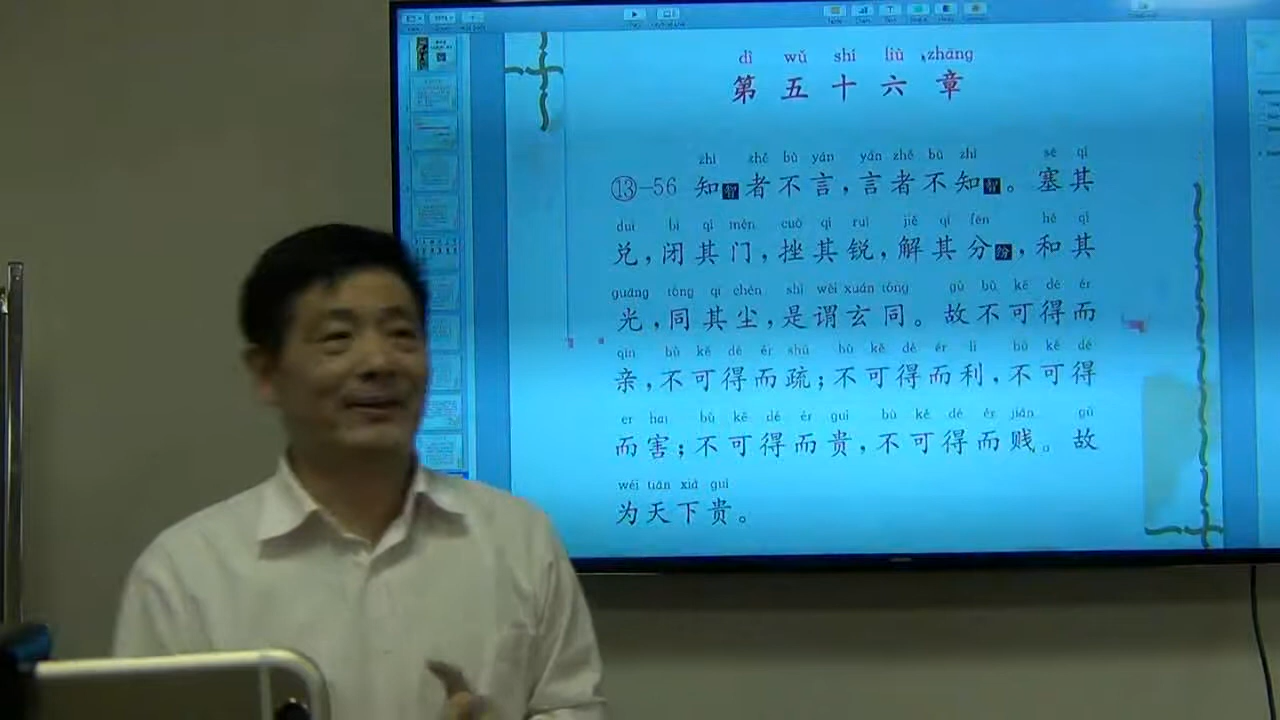 dì wǔ shí liù zhāng
第五十六章
zhì zhě bù yán yán zhě bù zhì sè qí
⑬-56 知智者不言，言者不知智。塞其
duì bì qí mén cuò qí ruì jiě qí fēn hé qí
兑，闭其门，挫其锐，解其分纷，和其
guāng tóng qí chén shì wèi xuán tóng gù bù kě dé ér
光，同其尘，是谓玄同。故不可得而
qīn bù kě dé ér shū bù kě dé ér lì bù kě dé
亲，不可得而疏；不可得而利，不可得
ér hài bù kě dé ér guì bù kě dé ér jiàn gù
而害；不可得而贵，不可得而贱。故
wéi tiān xià guì
为天下贵。